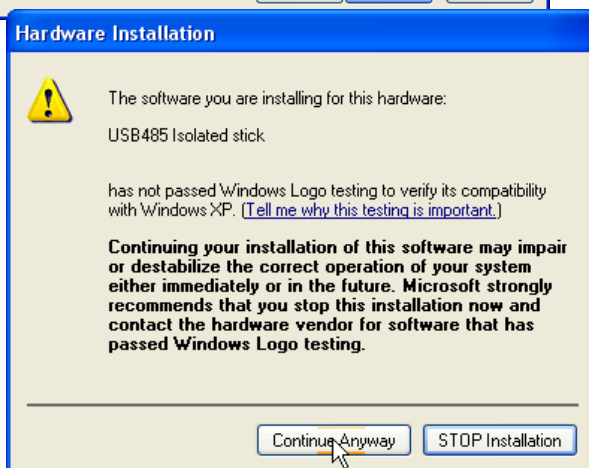 Hardware Installation
The software you are installing for this hardware:
USB485 Isolated stick
has not passed Windows Logo testing to verify its compatibility
with Windows XP. (Tell me why this testing is important.)
Continuing your installation of this software may impair
or destabilize the correct operation of your system
either immediately or in the future. Microsoft strongly
recommends that you stop this installation now and
contact the hardware vendor for software that has
passed Windows Logo testing.
Continue Anyway
STOP Installation